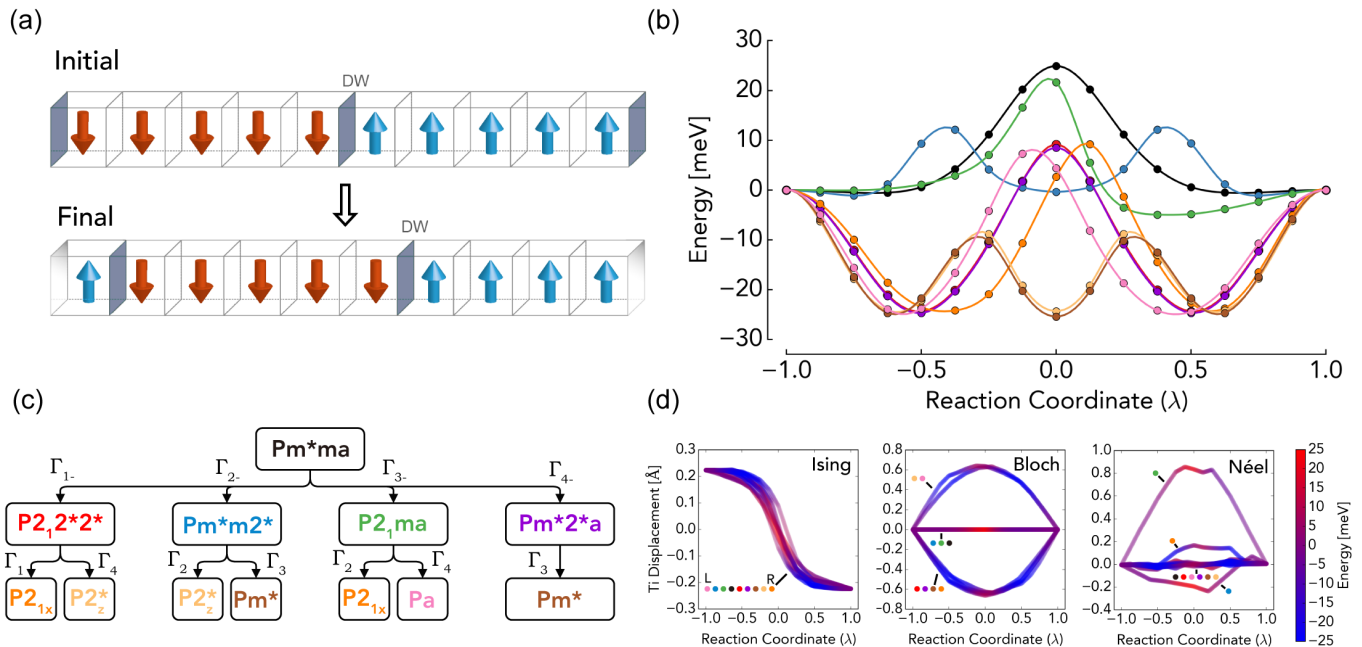 (a)
Initial
DW
Final
DW
(b)
30
20
10
0
−10
−20
−30
Energy [meV]
−1.0
−0.5
0.0
0.5
1.0
Reaction Coordinate (λ)
(c)
Pm*ma
Γ1-
Γ2-
Γ3-
Γ4-
P2₁2*2*
Pm*m2*
P2₁ma
Pm*2*a
Γ1
Γ4
Γ2
Γ3
Γ2
Γ4
Γ3
P2₁ₓ
P2*z
P2*z
Pm*
P2₁ₓ
Pa
Pm*
(d)
Ti Displacement [Å]
0.3
0.2
0.1
0.0
−0.1
−0.2
−0.3
Ising
L
R
−1.0
−0.5
0.0
0.5
1.0
Reaction Coordinate (λ)
0.8
0.6
0.4
0.2
0.0
0.2
0.4
0.6
0.8
Bloch
−1.0
−0.5
0.0
0.5
1.0
Reaction Coordinate (λ)
1.0
0.8
0.6
0.4
0.2
0.0
−0.2
−0.4
Néel
−1.0
−0.5
0.0
0.5
1.0
Reaction Coordinate (λ)
25
20
15
10
5
0
−5
−10
−15
−20
−25
Energy [meV]